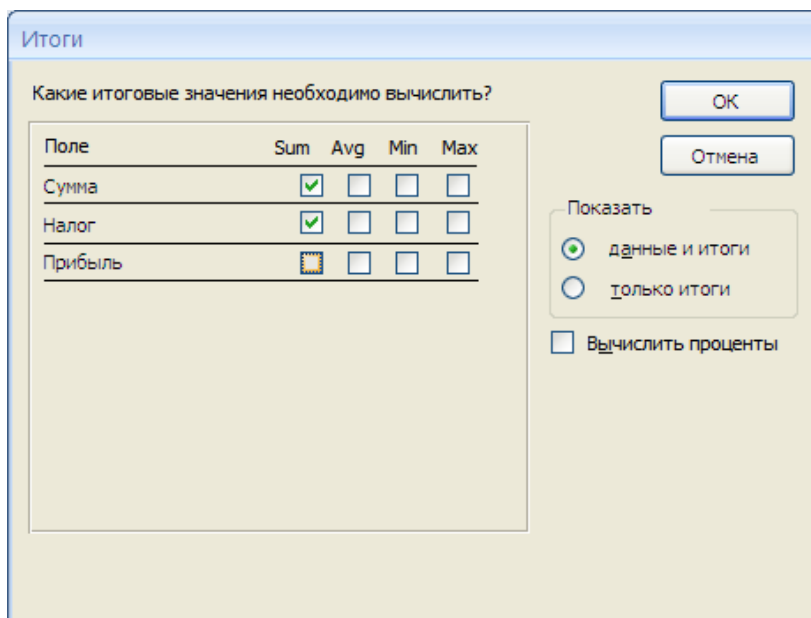 Итоги
Какие итоговые значения необходимо вычислить?
ОК
Отмена
Поле Sum Avg Min Max
Сумма
Налог
Прибыль
Показать
данные и итоги
только итоги
Вычислить проценты